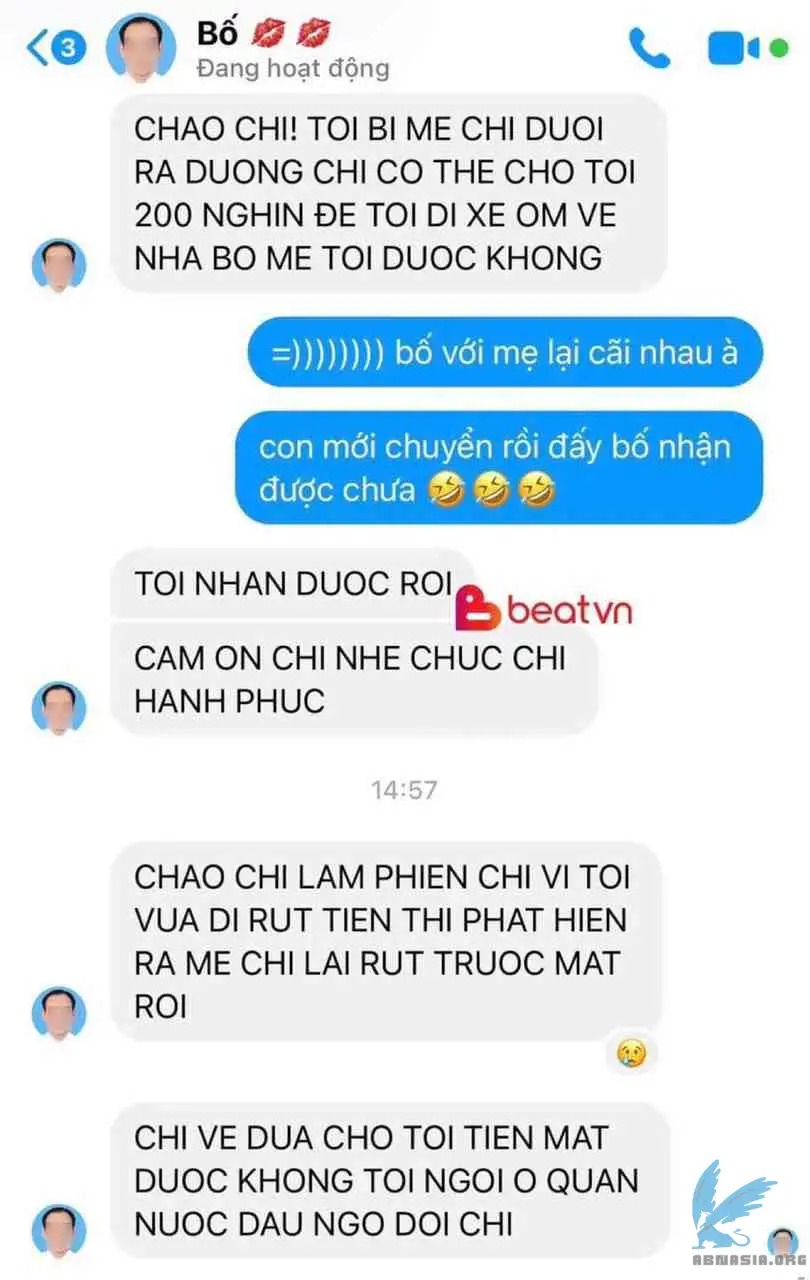 3
Bố 💋 💋
Đang hoạt động
CHAO CHI! TOI BI ME CHI DUOI
RA DUONG CHI CO THE CHO TOI
200 NGHIN ĐE TOI DI XE OM VE
NHA BO ME TOI DUOC KHONG
=))))))))) bố với mẹ lại cãi nhau à
con mới chuyển rồi đấy bố nhận
được chưa 🤣🤣🤣
TOI NHAN DUOC ROI
beatvn
CAM ON CHI NHE CHUC CHI
HANH PHUC
14:57
CHAO CHI LAM PHIEN CHI VI TOI
VUA DI RUT TIEN THI PHAT HIEN
RA ME CHI LAI RUT TRUOC MAT
ROI
😢
CHI VE DUA CHO TOI TIEN MAT
DUOC KHONG TOI NGOI O QUAN
NUOC DAU NGO DOI CHI
ABNASIA.ORG